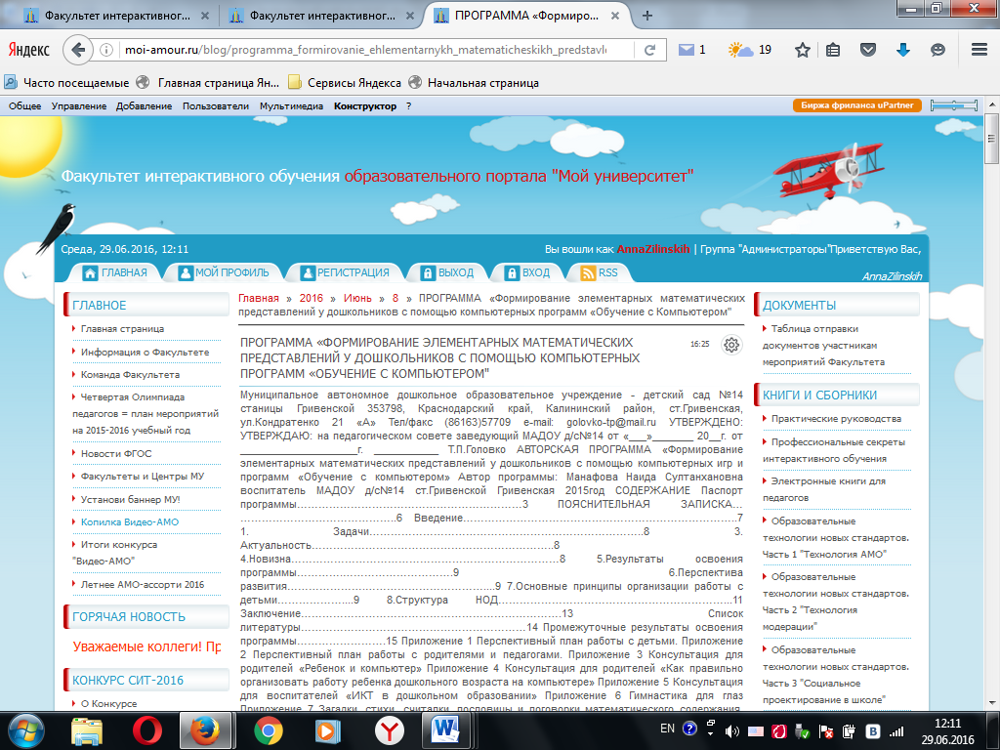 Факультет интерактивног...
Факультет интерактивног...
ПРОГРАММА «Формиро...
Яндекс
moi-amour.ru/blog/programma_formirovanie_ehlementarnykh_matematicheskikh_predstavle
1
19
Часто посещаемые
Главная страница Ян...
Сервисы Яндекса
Начальная страница
Общее Управление Добавление Пользователи Мультимедиа Конструктор ?
Биржа фриланса uPartner
Факультет интерактивного обучения образовательного портала "Мой университет"
Среда, 29.06.2016, 12:11
Вы вошли как AnnaZilinskih | Группа "Администраторы"Приветствую Вас,
AnnaZilinskih
ГЛАВНАЯ
МОЙ ПРОФИЛЬ
РЕГИСТРАЦИЯ
ВЫХОД
ВХОД
RSS
ГЛАВНОЕ
Главная страница
Информация о Факультете
Команда Факультета
Четвертая Олимпиада
педагогов = план мероприятий
на 2015-2016 учебный год
Новости ФГОС
Факультеты и Центры МУ
Установи баннер МУ!
Копилка Видео-АМО
Итоги конкурса
"Видео-АМО"
Летнее АМО-ассорти 2016
ГОРЯЧАЯ НОВОСТЬ
Уважаемые коллеги! Пр
КОНКУРС СИТ-2016
О Конкурсе
Главная » 2016 » Июнь » 8 » ПРОГРАММА «Формирование элементарных математических
представлений у дошкольников с помощью компьютерных программ «Обучение с Компьютером"
ПРОГРАММА «ФОРМИРОВАНИЕ ЭЛЕМЕНТАРНЫХ МАТЕМАТИЧЕСКИХ
ПРЕДСТАВЛЕНИЙ У ДОШКОЛЬНИКОВ С ПОМОЩЬЮ КОМПЬЮТЕРНЫХ
ПРОГРАММ «ОБУЧЕНИЕ С КОМПЬЮТЕРОМ"
16:25
Муниципальное автономное дошкольное образовательное учреждение - детский сад №14
станицы Гривенской 353798, Краснодарский край, Калининский район, ст.Гривенская,
ул.Кондратенко 21 «А» Тел/факс (86163)57709 e-mail: golovko-tp@mail.ru УТВЕРЖДЕНО:
УТВЕРЖДАЮ: на педагогическом совете заведующий МАДОУ д/с№14 от «___»________ 20__г. от
____________________г. ___________ Т.П.Головко АВТОРСКАЯ ПРОГРАММА «Формирование
элементарных математических представлений у дошкольников с помощью компьютерных игр и
программ «Обучение с компьютером» Автор программы: Манафова Наида Султанхановна
воспитатель МАДОУ д/с№14 ст.Гривенской Гривенская 2015год СОДЕРЖАНИЕ Паспорт
программы……………………………………………………3 ПОЯСНИТЕЛЬНАЯ ЗАПИСКА…
……………………………………6 Введение……………………………………………………………7
1. Задачи……………………………………………………………………8 3.
Актуальность……………………………………………………………8
4.Новизна……………………………………………………………8 5.Результаты освоения
программы……………………………………9 6.Перспектива
развития……………………………………………………9 7.Основные принципы организации работы с
детьми…………………9 8.Структура НОД……………………………………………11
Заключение…………………………………………………………13 Список
литературы……………………………………………………14 Промежуточные результаты освоения
программы……………………15 Приложение 1 Перспективный план работы с детьми. Приложение
2 Перспективный план работы с родителями и педагогами. Приложение 3 Консультация для
родителей «Ребенок и компьютер» Приложение 4 Консультация для родителей «Как правильно
организовать работу ребенка дошкольного возраста на компьютере» Приложение 5 Консультация
для воспитателей «ИКТ в дошкольном образовании» Приложение 6 Гимнастика для глаз
Приложение 7 Загадки, стихи, считалки, пословицы и поговорки математического содержания.
ДОКУМЕНТЫ
Таблица отправки
документов участникам
мероприятий Факультета
КНИГИ И СБОРНИКИ
Практические руководства
Профессиональные секреты
интерактивного обучения
Электронные книги для
педагогов
Образовательные
технологии новых стандартов.
Часть 1 "Технология АМО"
Образовательные
технологии новых стандартов.
Часть 2 "Технология
модерации"
Образовательные
технологии новых стандартов.
Часть 3 "Социальное
проектирование в школе"
EN
12:11
29.06.2016